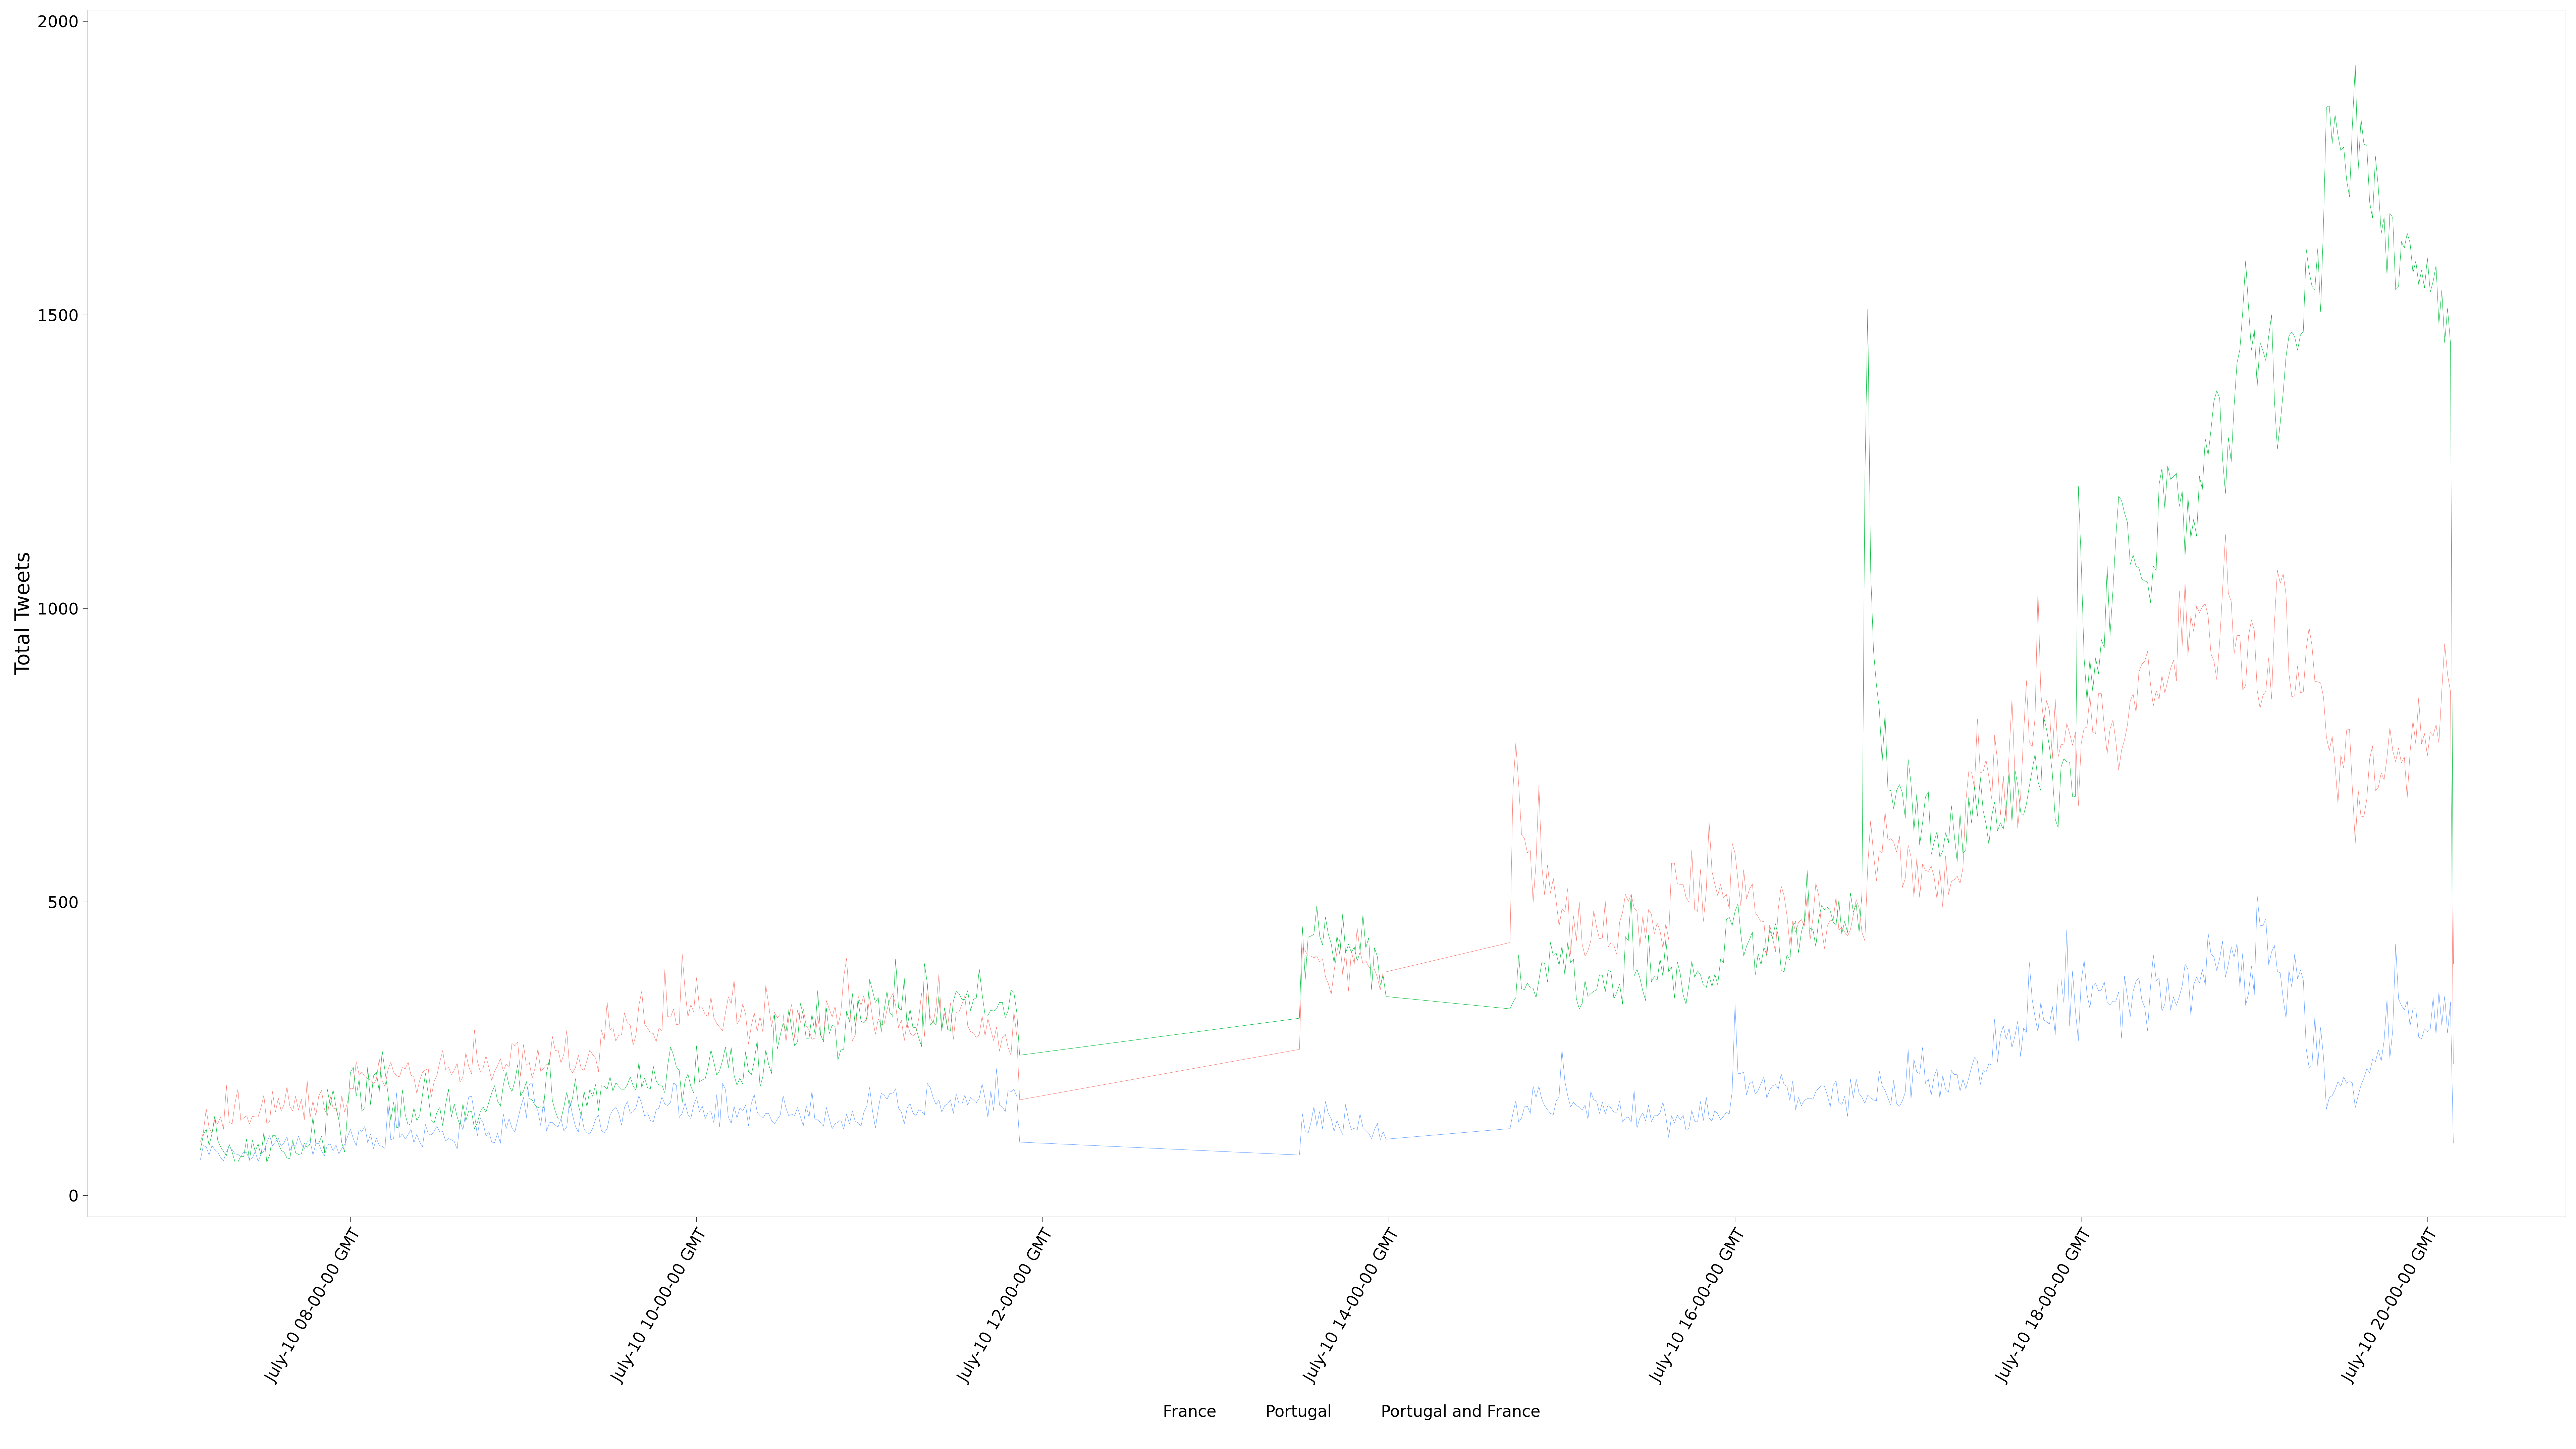 2000
1500
1000
500
0
Total Tweets
July-10 08-00-00 GMT
July-10 10-00-00 GMT
July-10 12-00-00 GMT
July-10 14-00-00 GMT
July-10 16-00-00 GMT
July-10 18-00-00 GMT
July-10 20-00-00 GMT
France Portugal Portugal and France